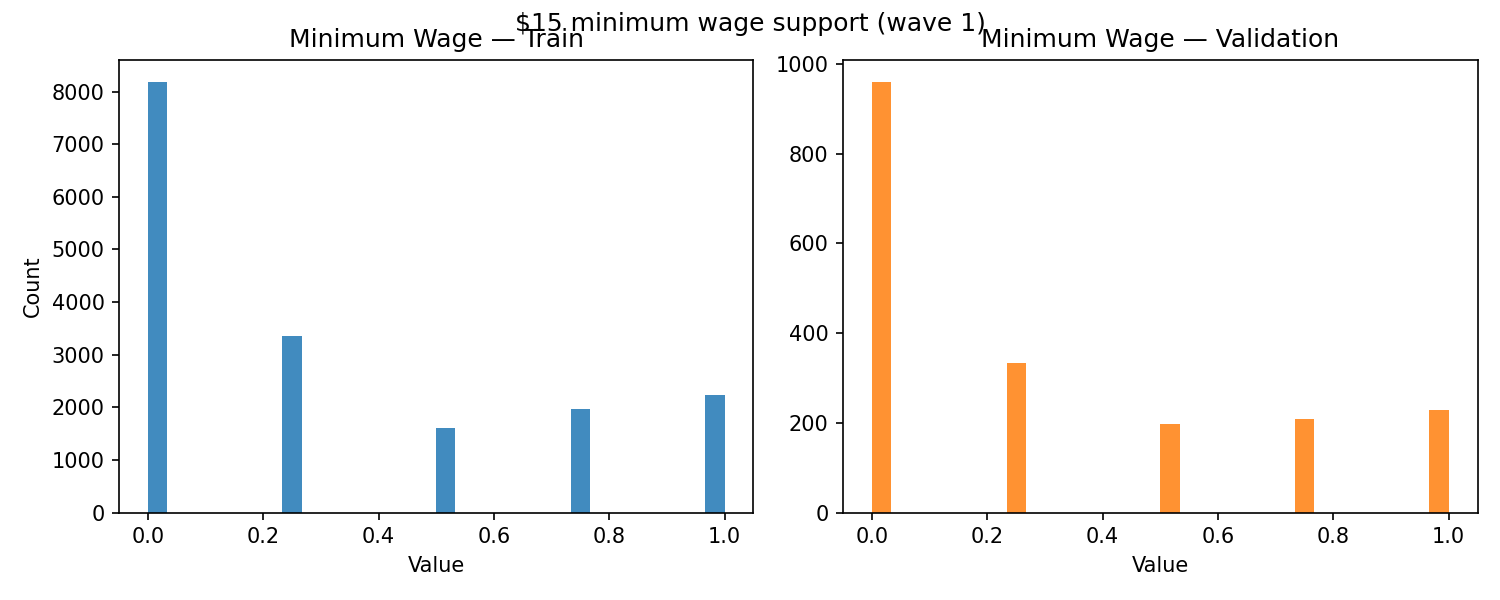 $15 minimum wage support (wave 1)
Minimum Wage — Train
Minimum Wage — Validation
Count
8000
7000
6000
5000
4000
3000
2000
1000
0
0.0 0.2 0.4 0.6 0.8 1.0
Value
1000
800
600
400
200
0
0.0 0.2 0.4 0.6 0.8 1.0
Value